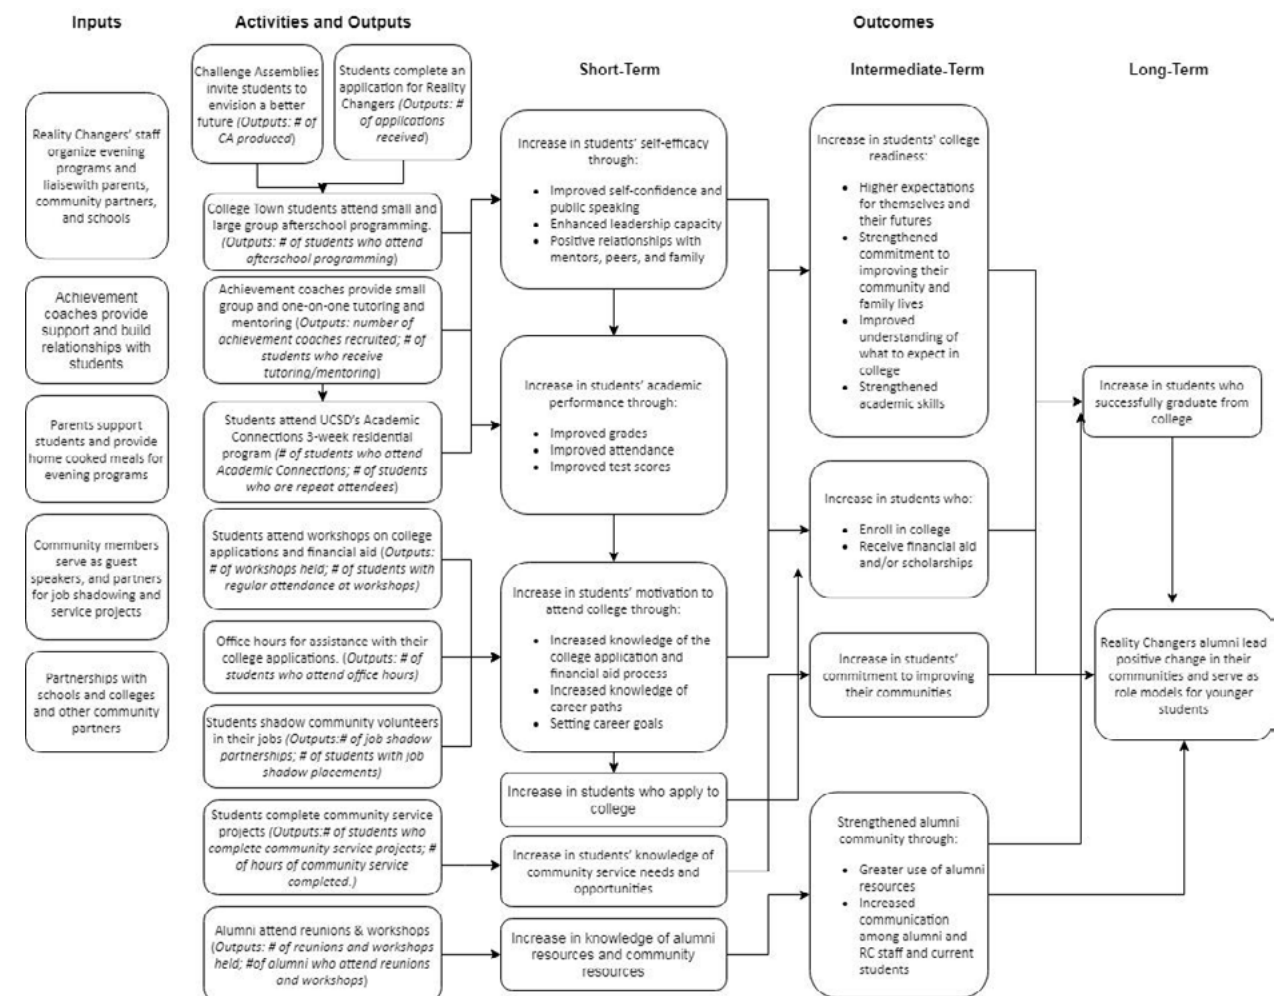 Inputs
Activities and Outputs
Outcomes
Short-Term
Intermediate-Term
Long-Term
Reality Changers’ staff
organize evening
programs and
liaisewith parents,
community partners,
and schools
Achievement
coaches provide
support and build
relationships with
students
Parents support
students and provide
home cooked meals for
evening programs
Community members
serve as guest
speakers, and partners
for job shadowing and
service projects
Partnerships with
schools and colleges
and other community
partners
Challenge Assemblies
invite students to
envision a better
future (Outputs: # of
CA produced)
Students complete an
application for Reality
Changers (Outputs: #
of applications
received)
College Town students attend small and
large group afterschool programming.
(Outputs: # of students who attend
afterschool programming)
Achievement coaches provide small
group and one-on-one tutoring and
mentoring (Outputs: number of
achievement coaches recruited; # of
students who receive
tutoring/mentoring)
Students attend UCSD’s Academic
Connections 3-week residential
program (# of students who attend
Academic Connections; # of students
who are repeat attendees)
Students attend workshops on college
applications and financial aid (Outputs:
# of workshops held; # of students with
regular attendance at workshops)
Office hours for assistance with their
college applications. (Outputs: # of
students who attend office hours)
Students shadow community volunteers
in their jobs (Outputs:# of job shadow
partnerships; # of students with job
shadow placements)
Students complete community service
projects (Outputs:# of students who
complete community service projects; #
of hours of community service
completed.)
Alumni attend reunions & workshops
(Outputs: # of reunions and workshops
held; #of alumni who attend reunions
and workshops)
Increase in students’ self-efficacy
through:
• Improved self-confidence and
public speaking
• Enhanced leadership capacity
• Positive relationships with
mentors, peers, and family
Increase in students’ academic
performance through:
• Improved grades
• Improved attendance
• Improved test scores
Increase in students’ motivation to
attend college through:
• Increased knowledge of the
college application and
financial aid process
• Increased knowledge of
career paths
• Setting career goals
Increase in students who apply to
college
Increase in students’ knowledge of
community service needs and
opportunities
Increase in knowledge of alumni
resources and community
resources
Increase in students’ college
readiness:
• Higher expectations
for themselves and
their futures
• Strengthened
commitment to
improving their
community and
family lives
• Improved
understanding of
what to expect in
college
• Strengthened
academic skills
Increase in students who:
• Enroll in college
• Receive financial aid
and/or scholarships
Increase in students’
commitment to improving
their communities
Strengthened alumni
community through:
• Greater use of alumni
resources
• Increased
communication
among alumni and
RC staff and current
students
Increase in students who
successfully graduate from
college
Reality Changers alumni lead
positive change in their
communities and serve as
role models for younger
students